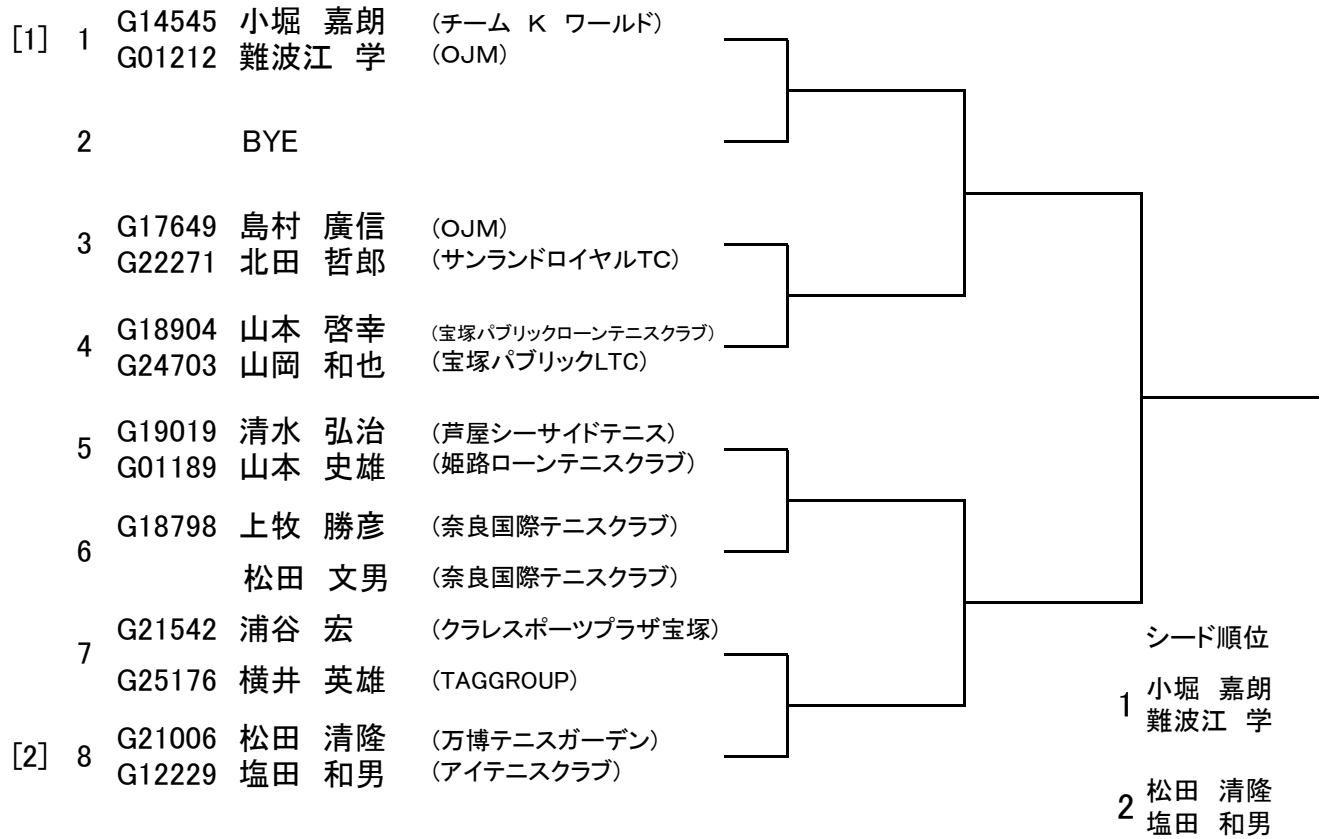 [1] 1 G14545 小堀 嘉朗 (チーム K ワールド)
G01212 難波江 学 (OJM)
2 BYE
3 G17649 島村 廣信 (OJM)
G22271 北田 哲郎 (サンランドロイヤルTC)
4 G18904 山本 啓幸 (宝塚パブリックローンテニスクラブ)
G24703 山岡 和也 (宝塚パブリックLTC)
5 G19019 清水 弘治 (芦屋シーサイドテニス)
G01189 山本 史雄 (姫路ローンテニスクラブ)
6 G18798 上牧 勝彦 (奈良国際テニスクラブ)
松田 文男 (奈良国際テニスクラブ)
7 G21542 浦谷 宏 (クラレスポーツプラザ宝塚)
G25176 横井 英雄 (TAGGROUP)
[2] 8 G21006 松田 清隆 (万博テニスガーデン)
G12229 塩田 和男 (アイテニスクラブ)
シード順位
1 小堀 嘉朗
難波江 学
2 松田 清隆
塩田 和男